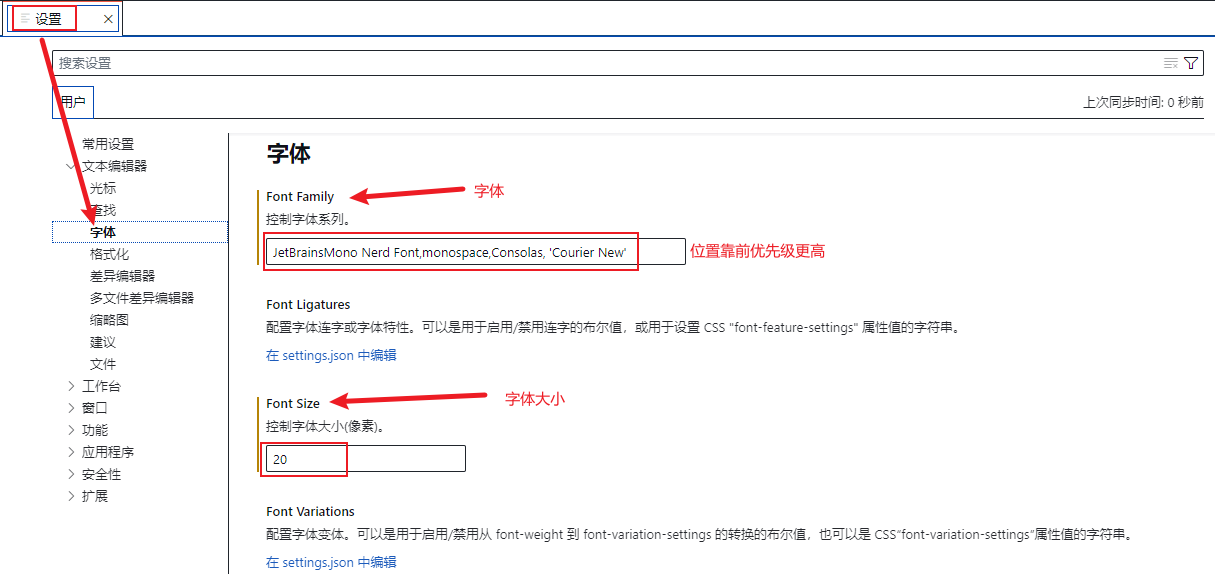 设置
搜索设置
用户
上次同步时间: 0 秒前
常用设置
文本编辑器
光标
查找
字体
格式化
差异编辑器
多文件差异编辑器
缩略图
建议
文件
工作台
窗口
功能
应用程序
安全性
扩展
字体
Font Family
字体
控制字体系列。
JetBrainsMono Nerd Font,monospace,Consolas, 'Courier New'
位置靠前优先级更高
Font Ligatures
配置字体连字或字体特性。可以是用于启用/禁用连字的布尔值，或用于设置 CSS "font-feature-settings" 属性值的字符串。
在 settings.json 中编辑
Font Size
字体大小
控制字体大小(像素)。
20
Font Variations
配置字体变体。可以是用于启用/禁用从 font-weight 到 font-variation-settings 的转换的布尔值，也可以是 CSS"font-variation-settings"属性值的字符串。
在 settings.json 中编辑